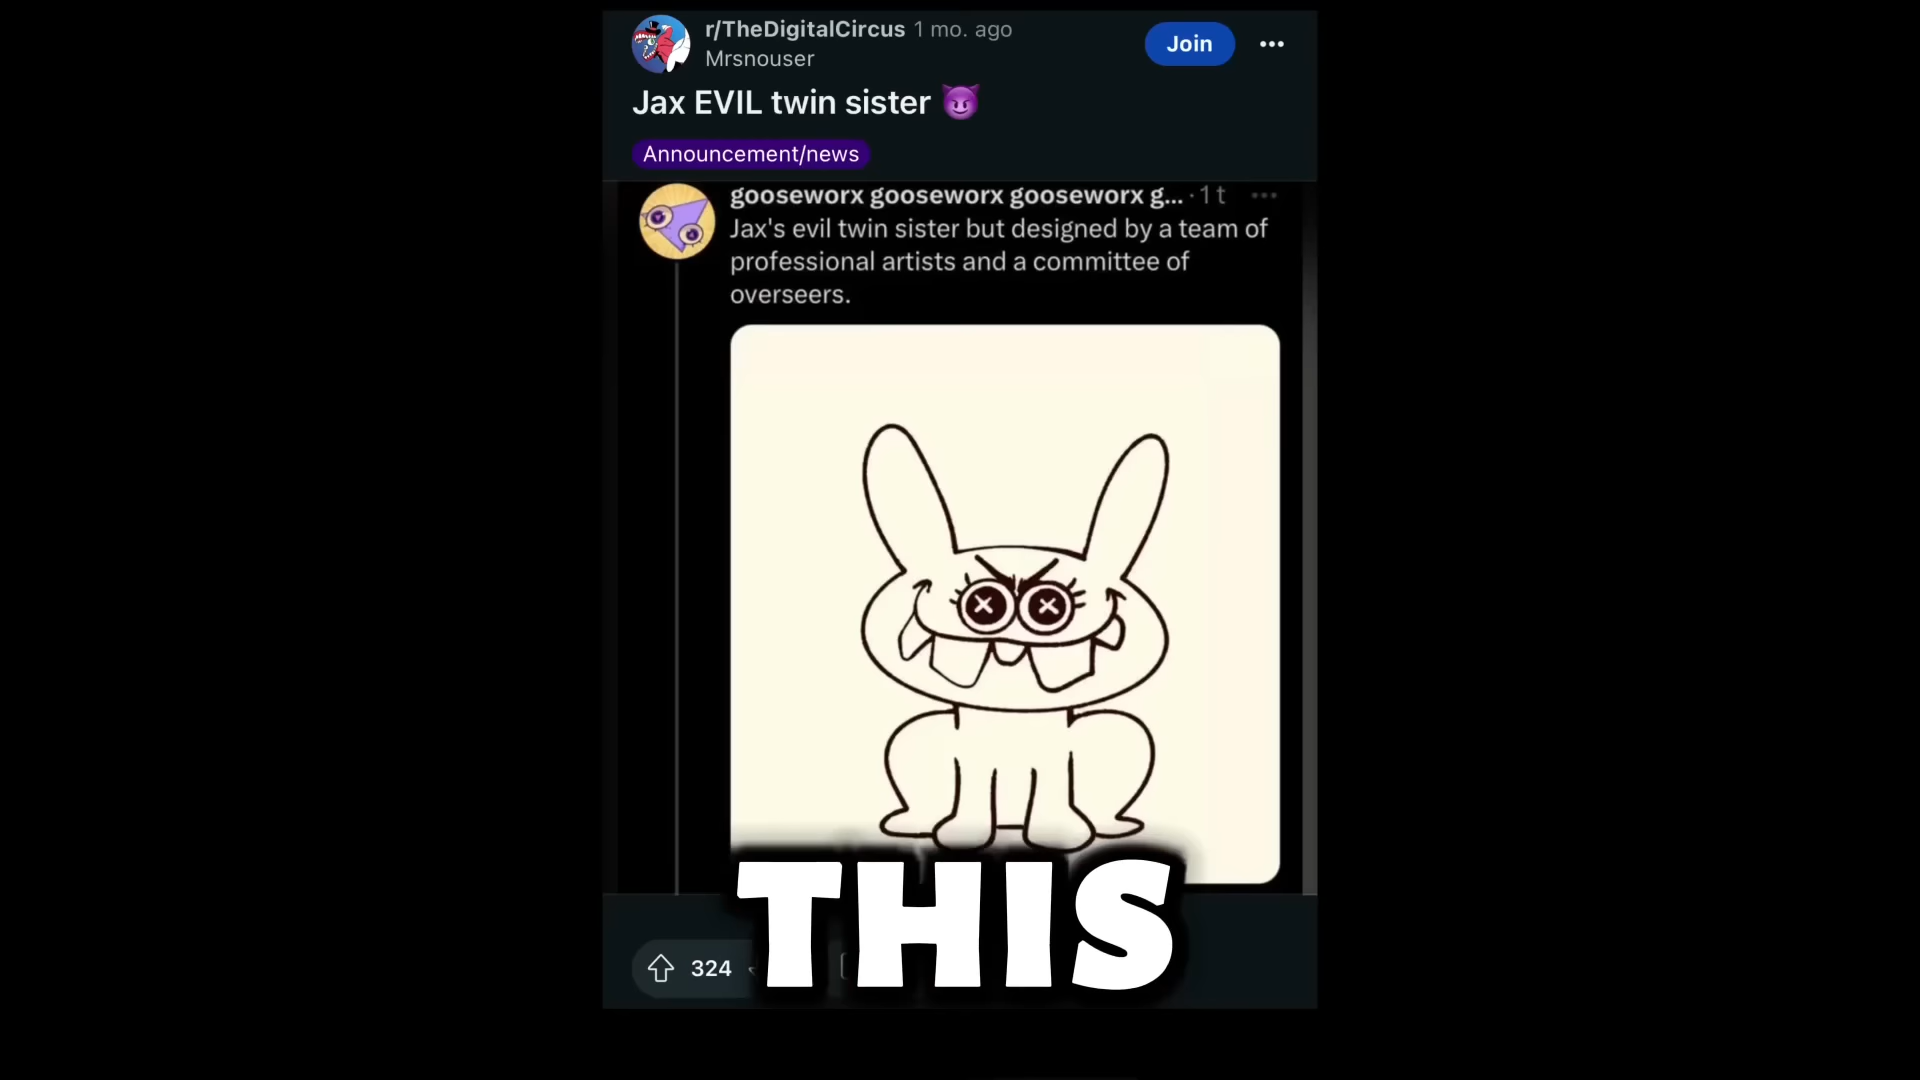 r/TheDigitalCircus 1 mo. ago
Mrsnouser
Join
Jax EVIL twin sister 😈
Announcement/news
gooseworx gooseworx gooseworx g... · 1 t
Jax's evil twin sister but designed by a team of
professional artists and a committee of
overseers.
THIS
324